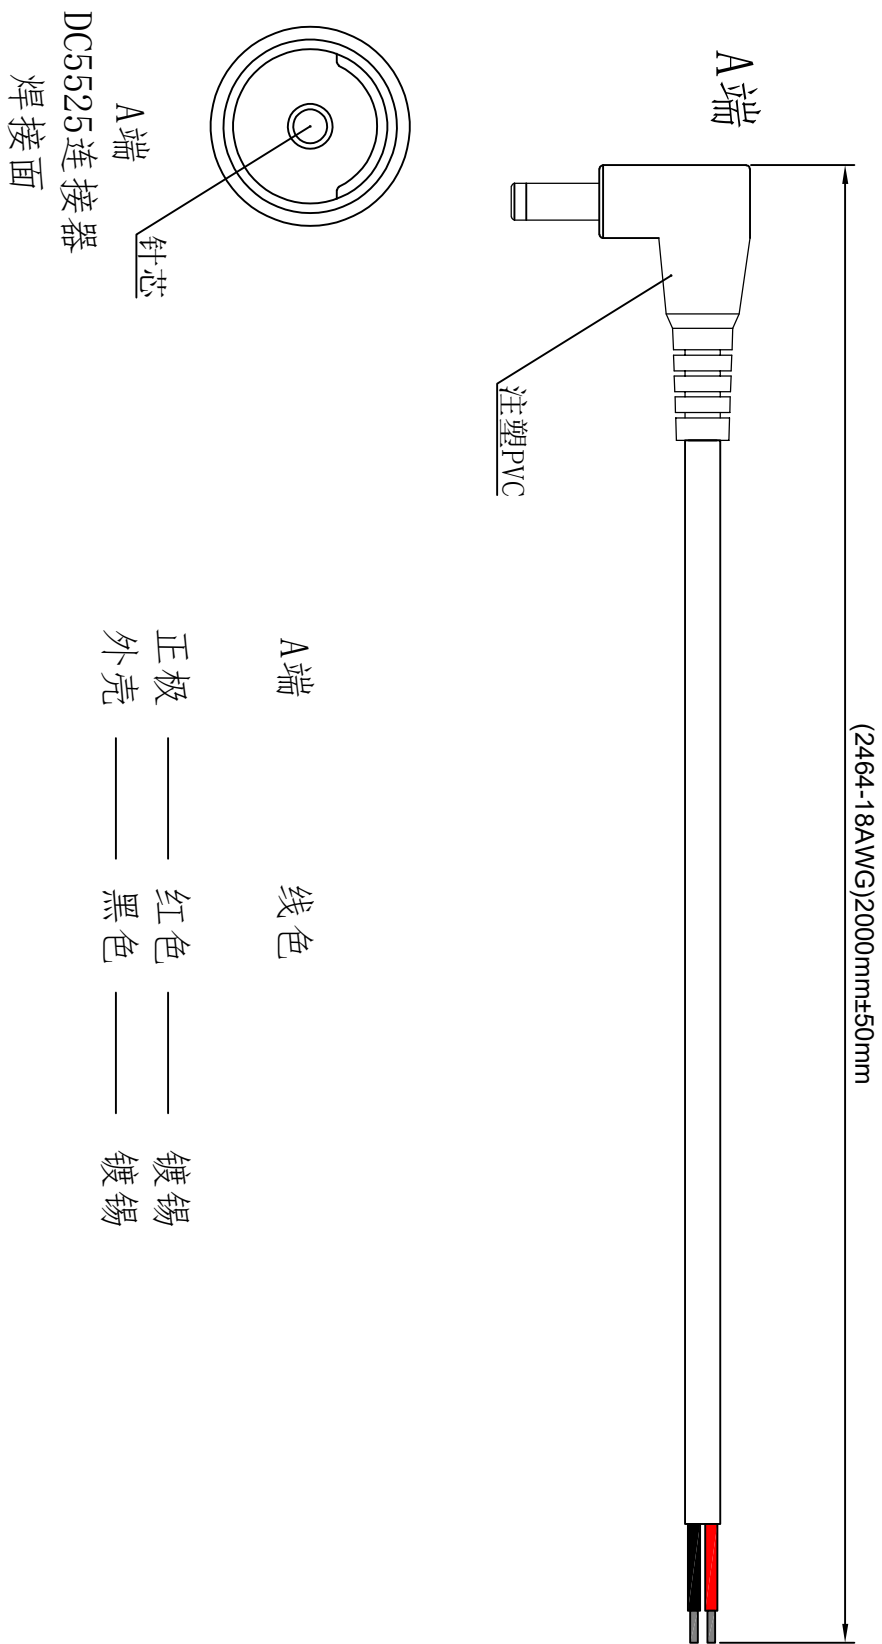 (2464-18AWG)2000mm±50mm
A端
注塑PVC
针芯
A端
DC5525连接器
焊接面
A端 线色
正极 红色 镀锡
外壳 黑色 镀锡